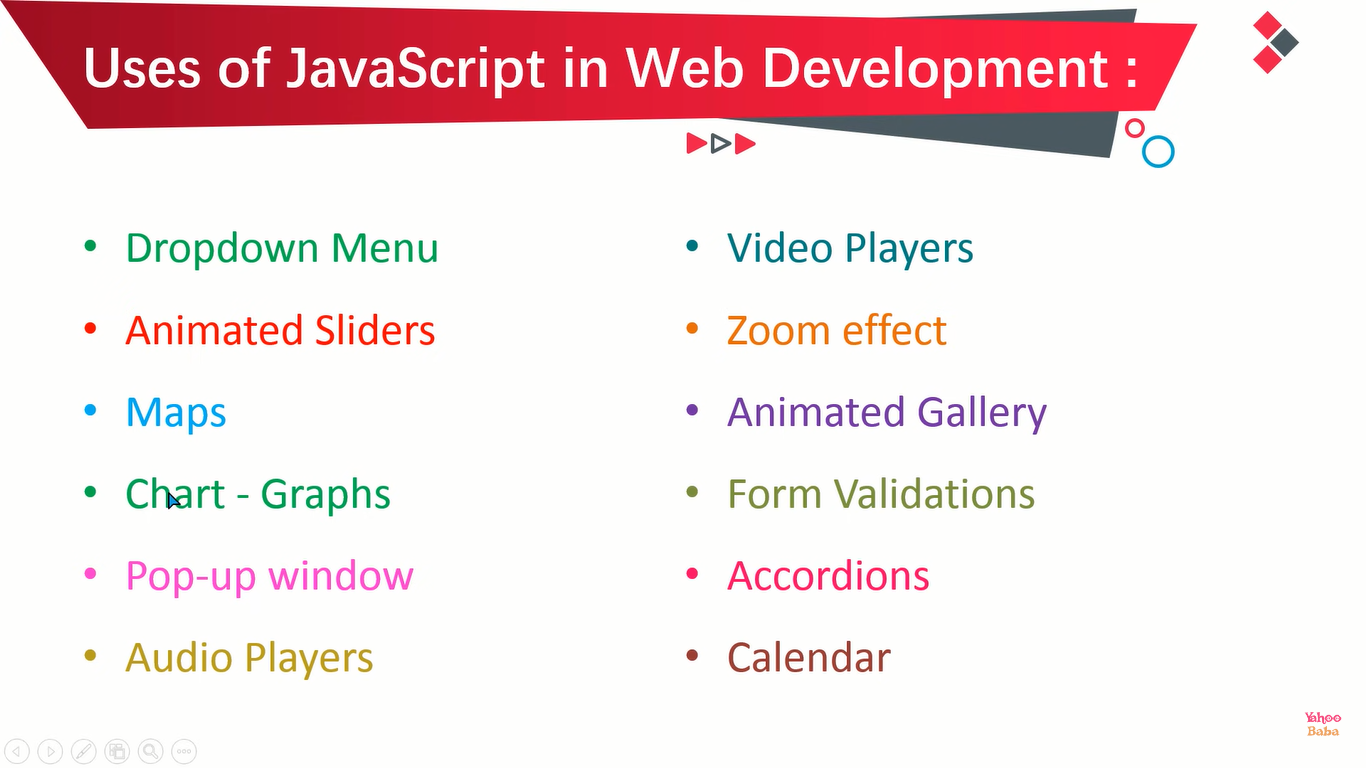 Uses of JavaScript in Web Development :
• Dropdown Menu
• Animated Sliders
• Maps
• Chart - Graphs
• Pop-up window
• Audio Players
• Video Players
• Zoom effect
• Animated Gallery
• Form Validations
• Accordions
• Calendar
Yahoo
Baba